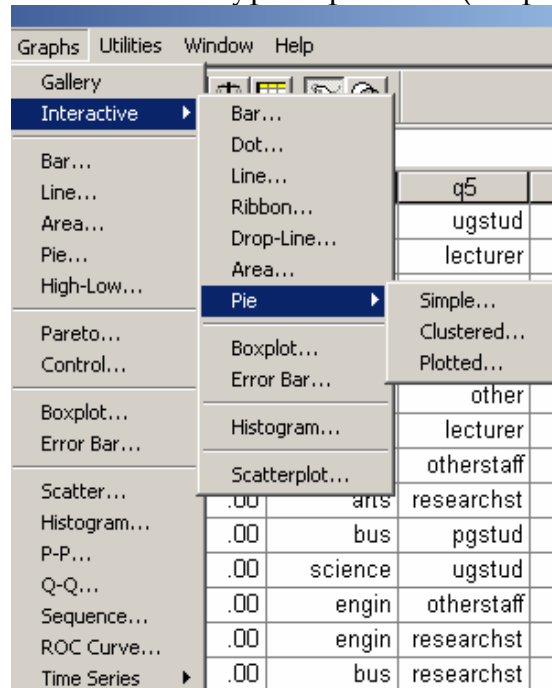 Graphs Utilities Window Help
Gallery
Interactive
Bar...
Line...
Area...
Pie...
High-Low...
Pareto...
Control...
Boxplot...
Error Bar...
Scatter...
Histogram...
P-P...
Q-Q...
Sequence...
ROC Curve...
Time Series
Bar...
Dot...
Line...
Ribbon...
Drop-Line...
Area...
Pie
Boxplot...
Error Bar...
Histogram...
Scatterplot...
Simple...
Clustered...
Plotted...
q5
ugstud
lecturer
other
lecturer
otherstaff
.00 arts researchst
.00 bus pgstud
.00 science ugstud
.00 engin otherstaff
.00 engin researchst
.00 bus researchst